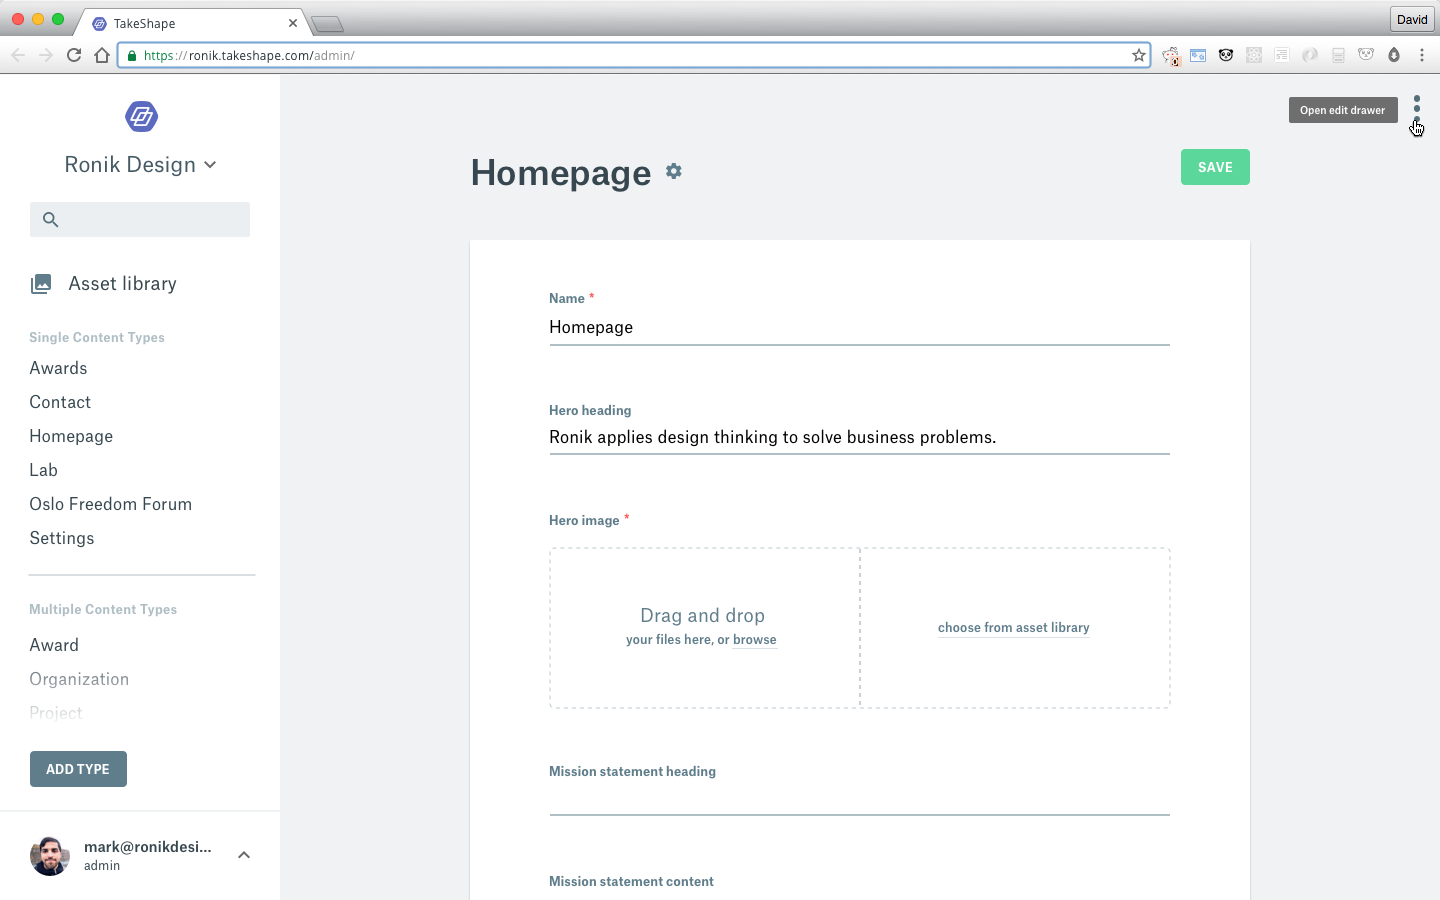 TakeShape
David
https://ronik.takeshape.com/admin/
Open edit drawer
Ronik Design
Homepage
SAVE
Asset library
Single Content Types
Awards
Contact
Homepage
Lab
Oslo Freedom Forum
Settings
Multiple Content Types
Award
Organization
Project
ADD TYPE
mark@ronikdesi...
admin
Name *
Homepage
Hero heading
Ronik applies design thinking to solve business problems.
Hero image *
Drag and drop
your files here, or browse
choose from asset library
Mission statement heading
Mission statement content